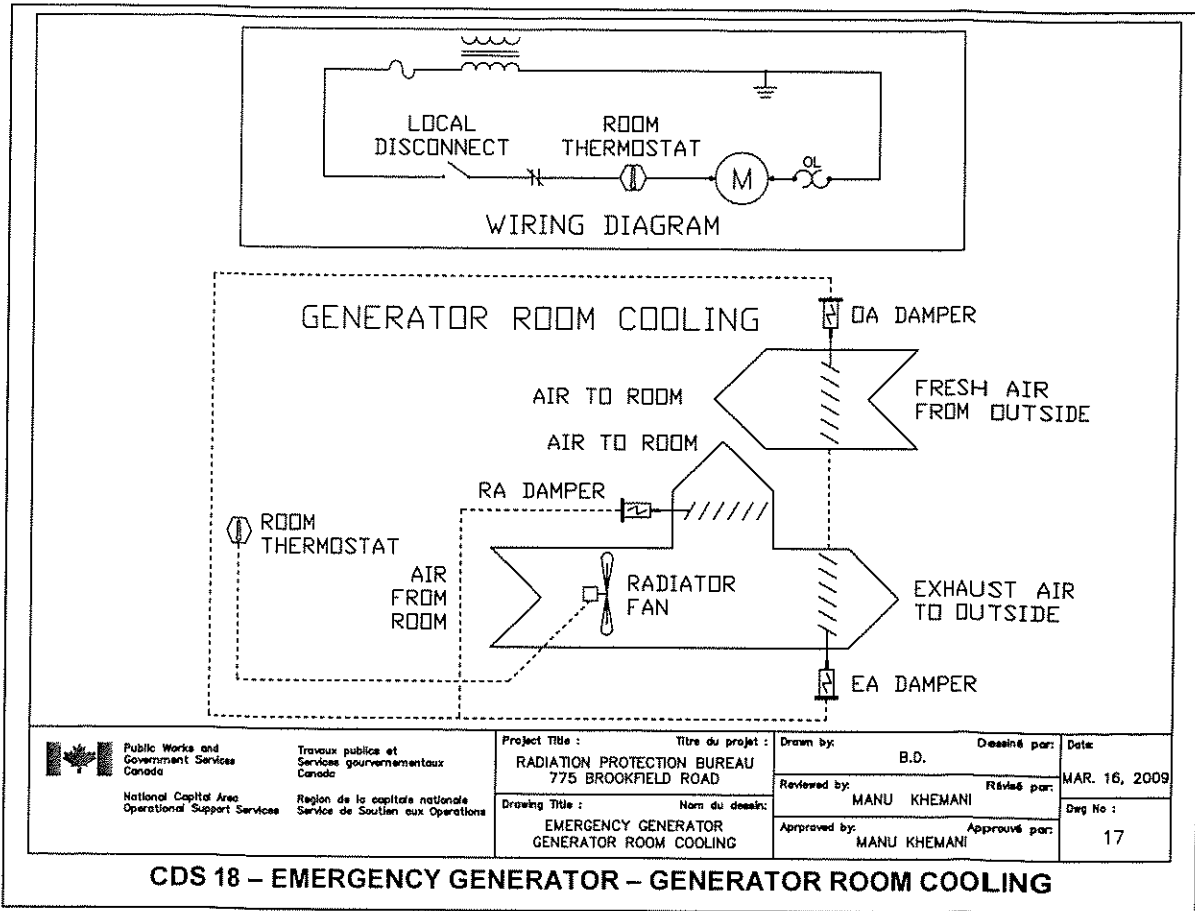 LOCAL
DISCONNECT
ROOM
THERMOSTAT
OL
M
WIRING DIAGRAM
GENERATOR ROOM COOLING
OA DAMPER
AIR TO ROOM
FRESH AIR
FROM OUTSIDE
AIR TO ROOM
RA DAMPER
ROOM
THERMOSTAT
AIR
FROM
ROOM
RADIATOR
FAN
EXHAUST AIR
TO OUTSIDE
EA DAMPER
Public Works and
Government Services
Canada
National Capital Area
Operational Support Services
Travaux publics et
Services gourvernementaux
Canada
Region de la capitale nationale
Service de Soutien aux Operations
Project Title : Titre du projet :
RADIATION PROTECTION BUREAU
775 BROOKFIELD ROAD
Drawing Title : Nom du dessin:
EMERGENCY GENERATOR
GENERATOR ROOM COOLING
Drawn by: Dessiné par:
B.D.
Reviewed by: Révisé par:
MANU KHEMANI
Aprproved by: Approuvé par:
MANU KHEMANI
Date:
MAR. 16, 2009
Dwg No :
17
CDS 18 – EMERGENCY GENERATOR – GENERATOR ROOM COOLING